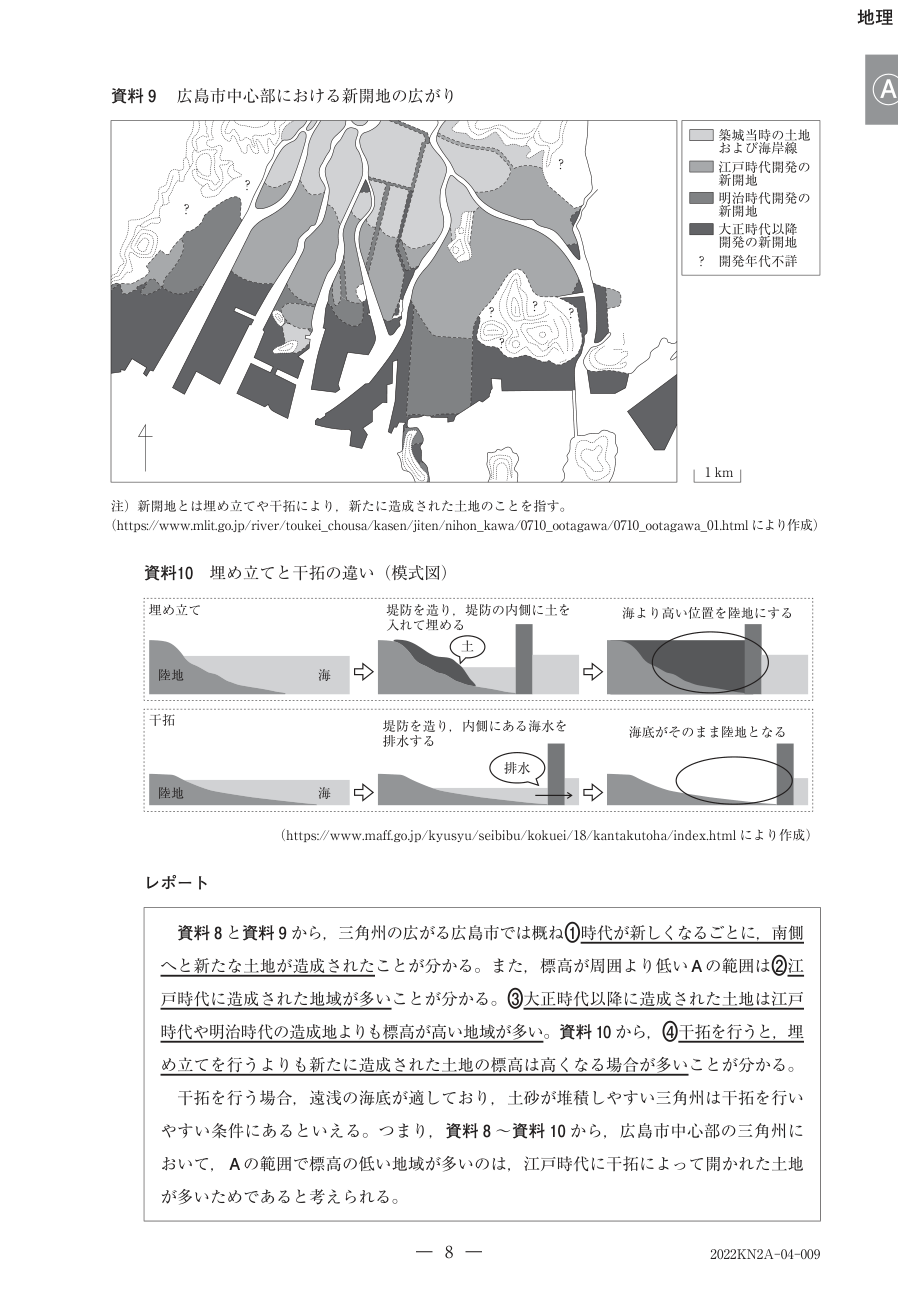 地理
Ⓐ
資料9 広島市中心部における新開地の広がり
築城当時の土地
および海岸線
江戸時代開発の
新開地
明治時代開発の
新開地
大正時代以降
開発の新開地
? 開発年代不詳
?
?
?
?
?
?
?
1 km
注）新開地とは埋め立てや干拓により，新たに造成された土地のことを指す。
（https://www.mlit.go.jp/river/toukei_chousa/kasen/jiten/nihon_kawa/0710_ootagawa/0710_ootagawa_01.html により作成）
資料10 埋め立てと干拓の違い（模式図）
埋め立て
陸地
海
堤防を造り，堤防の内側に土を
入れて埋める
土
海より高い位置を陸地にする
干拓
陸地
海
堤防を造り，内側にある海水を
排水する
排水
海底がそのまま陸地となる
（https://www.maff.go.jp/kyusyu/seibibu/kokuei/18/kantakutoha/index.html により作成）
レポート
資料8と資料9から，三角州の広がる広島市では概ね①時代が新しくなるごとに，南側
へと新たな土地が造成されたことが分かる。また，標高が周囲より低いAの範囲は②江
戸時代に造成された地域が多いことが分かる。③大正時代以降に造成された土地は江戸
時代や明治時代の造成地よりも標高が高い地域が多い。資料10から，④干拓を行うと，埋
め立てを行うよりも新たに造成された土地の標高は高くなる場合が多いことが分かる。
干拓を行う場合，遠浅の海底が適しており，土砂が堆積しやすい三角州は干拓を行い
やすい条件にあるといえる。つまり，資料8～資料10から，広島市中心部の三角州に
おいて，Aの範囲で標高の低い地域が多いのは，江戸時代に干拓によって開かれた土地
が多いためであると考えられる。
— 8 —
2022KN2A-04-009